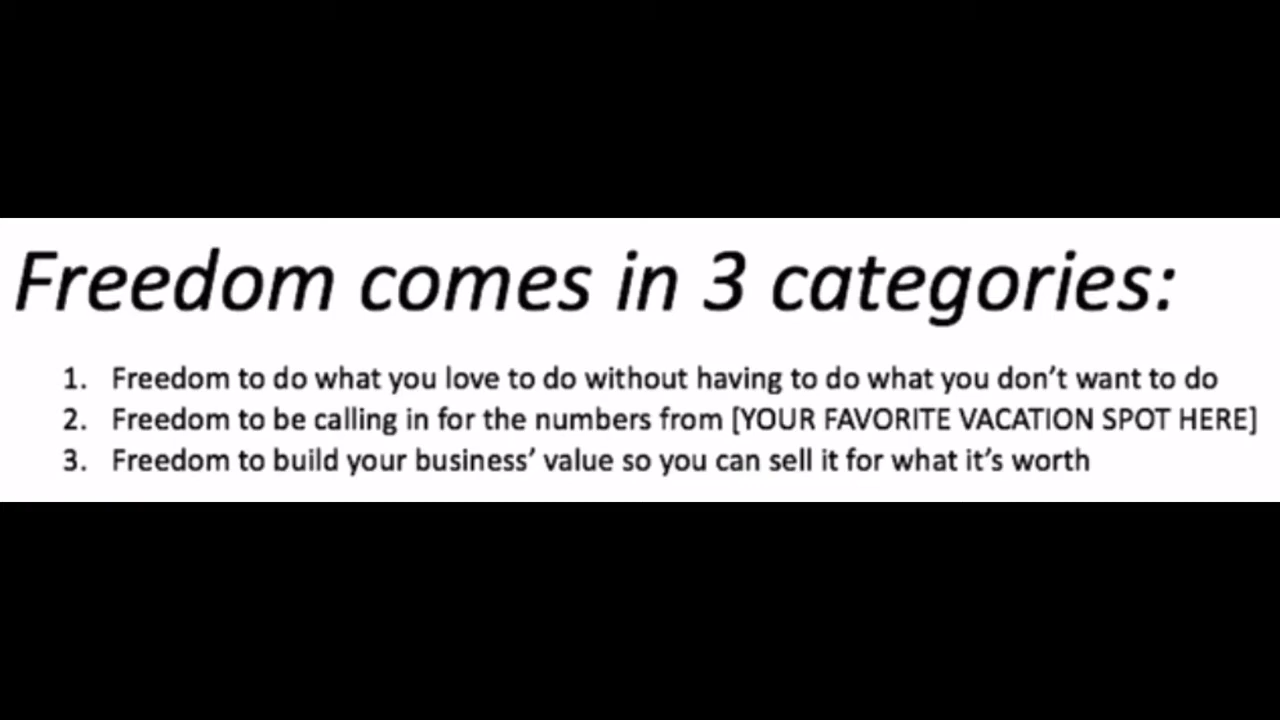 Freedom comes in 3 categories:
1. Freedom to do what you love to do without having to do what you don’t want to do
2. Freedom to be calling in for the numbers from [YOUR FAVORITE VACATION SPOT HERE]
3. Freedom to build your business’ value so you can sell it for what it’s worth